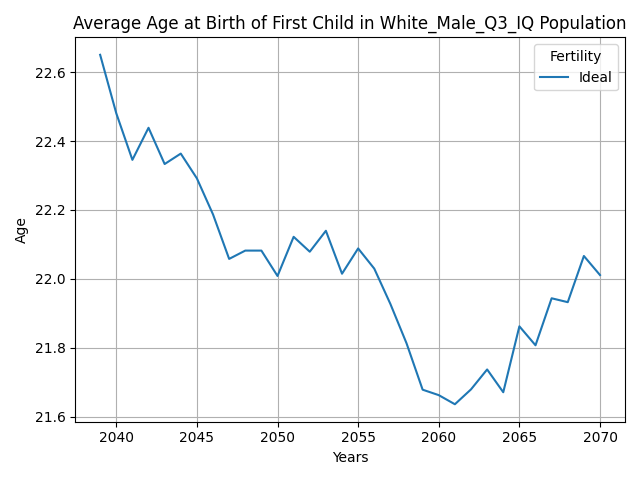 Average Age at Birth of First Child in White_Male_Q3_IQ Population
Fertility
Ideal
22.6
22.4
22.2
22.0
21.8
21.6
Age
2040 2045 2050 2055 2060 2065 2070
Years